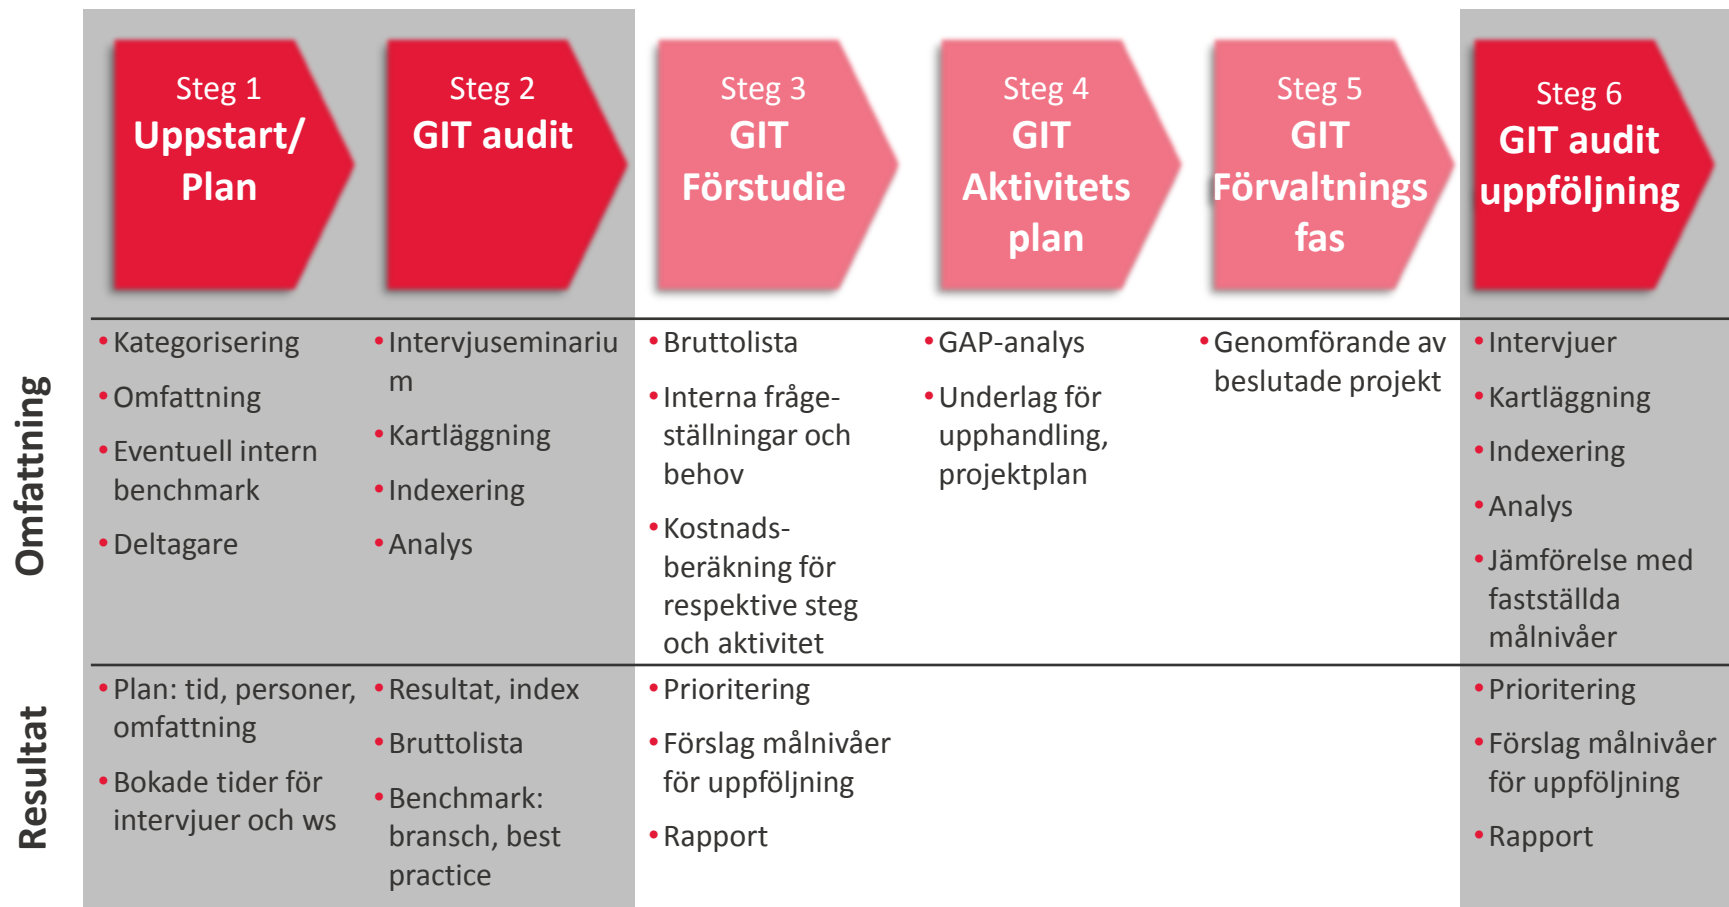 Steg 1
Uppstart/
Plan
Steg 2
GIT audit
Steg 3
GIT
Förstudie
Steg 4
GIT
Aktivitets
plan
Steg 5
GIT
Förvaltnings
fas
Steg 6
GIT audit
uppföljning
Omfattning
•Kategorisering
•Omfattning
•Eventuell intern
benchmark
•Deltagare
•Intervjuseminariu
m
•Kartläggning
•Indexering
•Analys
•Bruttolista
•Interna fråge-
ställningar och
behov
•Kostnads-
beräkning för
respektive steg
och aktivitet
•GAP-analys
•Underlag för
upphandling,
projektplan
•Genomförande av
beslutade projekt
•Intervjuer
•Kartläggning
•Indexering
•Analys
•Jämförelse med
fastställda
målnivåer
Resultat
•Plan: tid, personer,
omfattning
•Bokade tider för
intervjuer och ws
•Resultat, index
•Bruttolista
•Benchmark:
bransch, best
practice
•Prioritering
•Förslag målnivåer
för uppföljning
•Rapport
•Prioritering
•Förslag målnivåer
för uppföljning
•Rapport